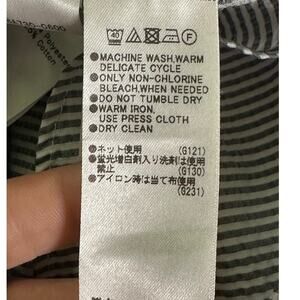 Polyester
Cotton
40
F
●MACHINE WASH,WARM
DELICATE CYCLE
●ONLY NON-CHLORINE
BLEACH,WHEN NEEDED
●DO NOT TUMBLE DRY
●WARM IRON,
USE PRESS CLOTH
●DRY CLEAN
●ネット使用 (G121)
●蛍光増白剤入り洗剤は使用
禁止 (G130)
●アイロン時は当て布使用
(G231)